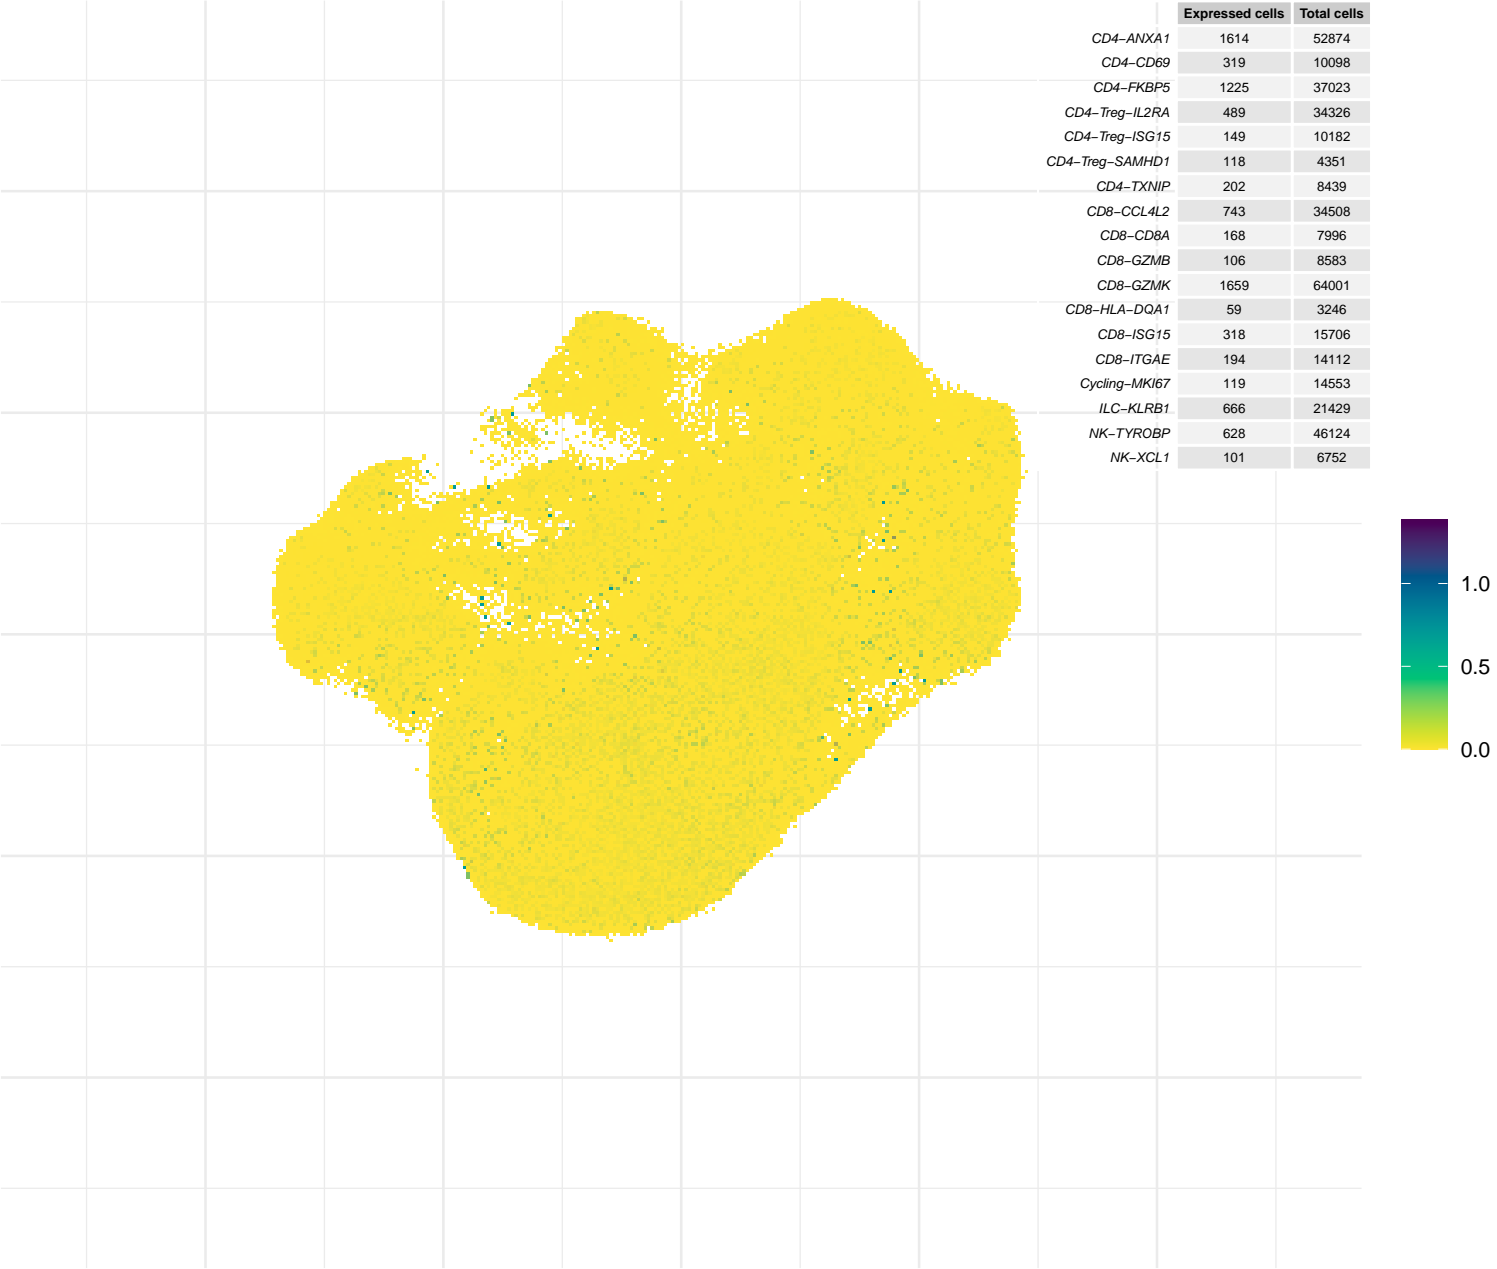 Expressed cells Total cells
CD4−ANXA1 1614 52874
CD4−CD69 319 10098
CD4−FKBP5 1225 37023
CD4−Treg−IL2RA 489 34326
CD4−Treg−ISG15 149 10182
CD4−Treg−SAMHD1 118 4351
CD4−TXNIP 202 8439
CD8−CCL4L2 743 34508
CD8−CD8A 168 7996
CD8−GZMB 106 8583
CD8−GZMK 1659 64001
CD8−HLA−DQA1 59 3246
CD8−ISG15 318 15706
CD8−ITGAE 194 14112
Cycling−MKI67 119 14553
ILC−KLRB1 666 21429
NK−TYROBP 628 46124
NK−XCL1 101 6752
1.0
0.5
0.0